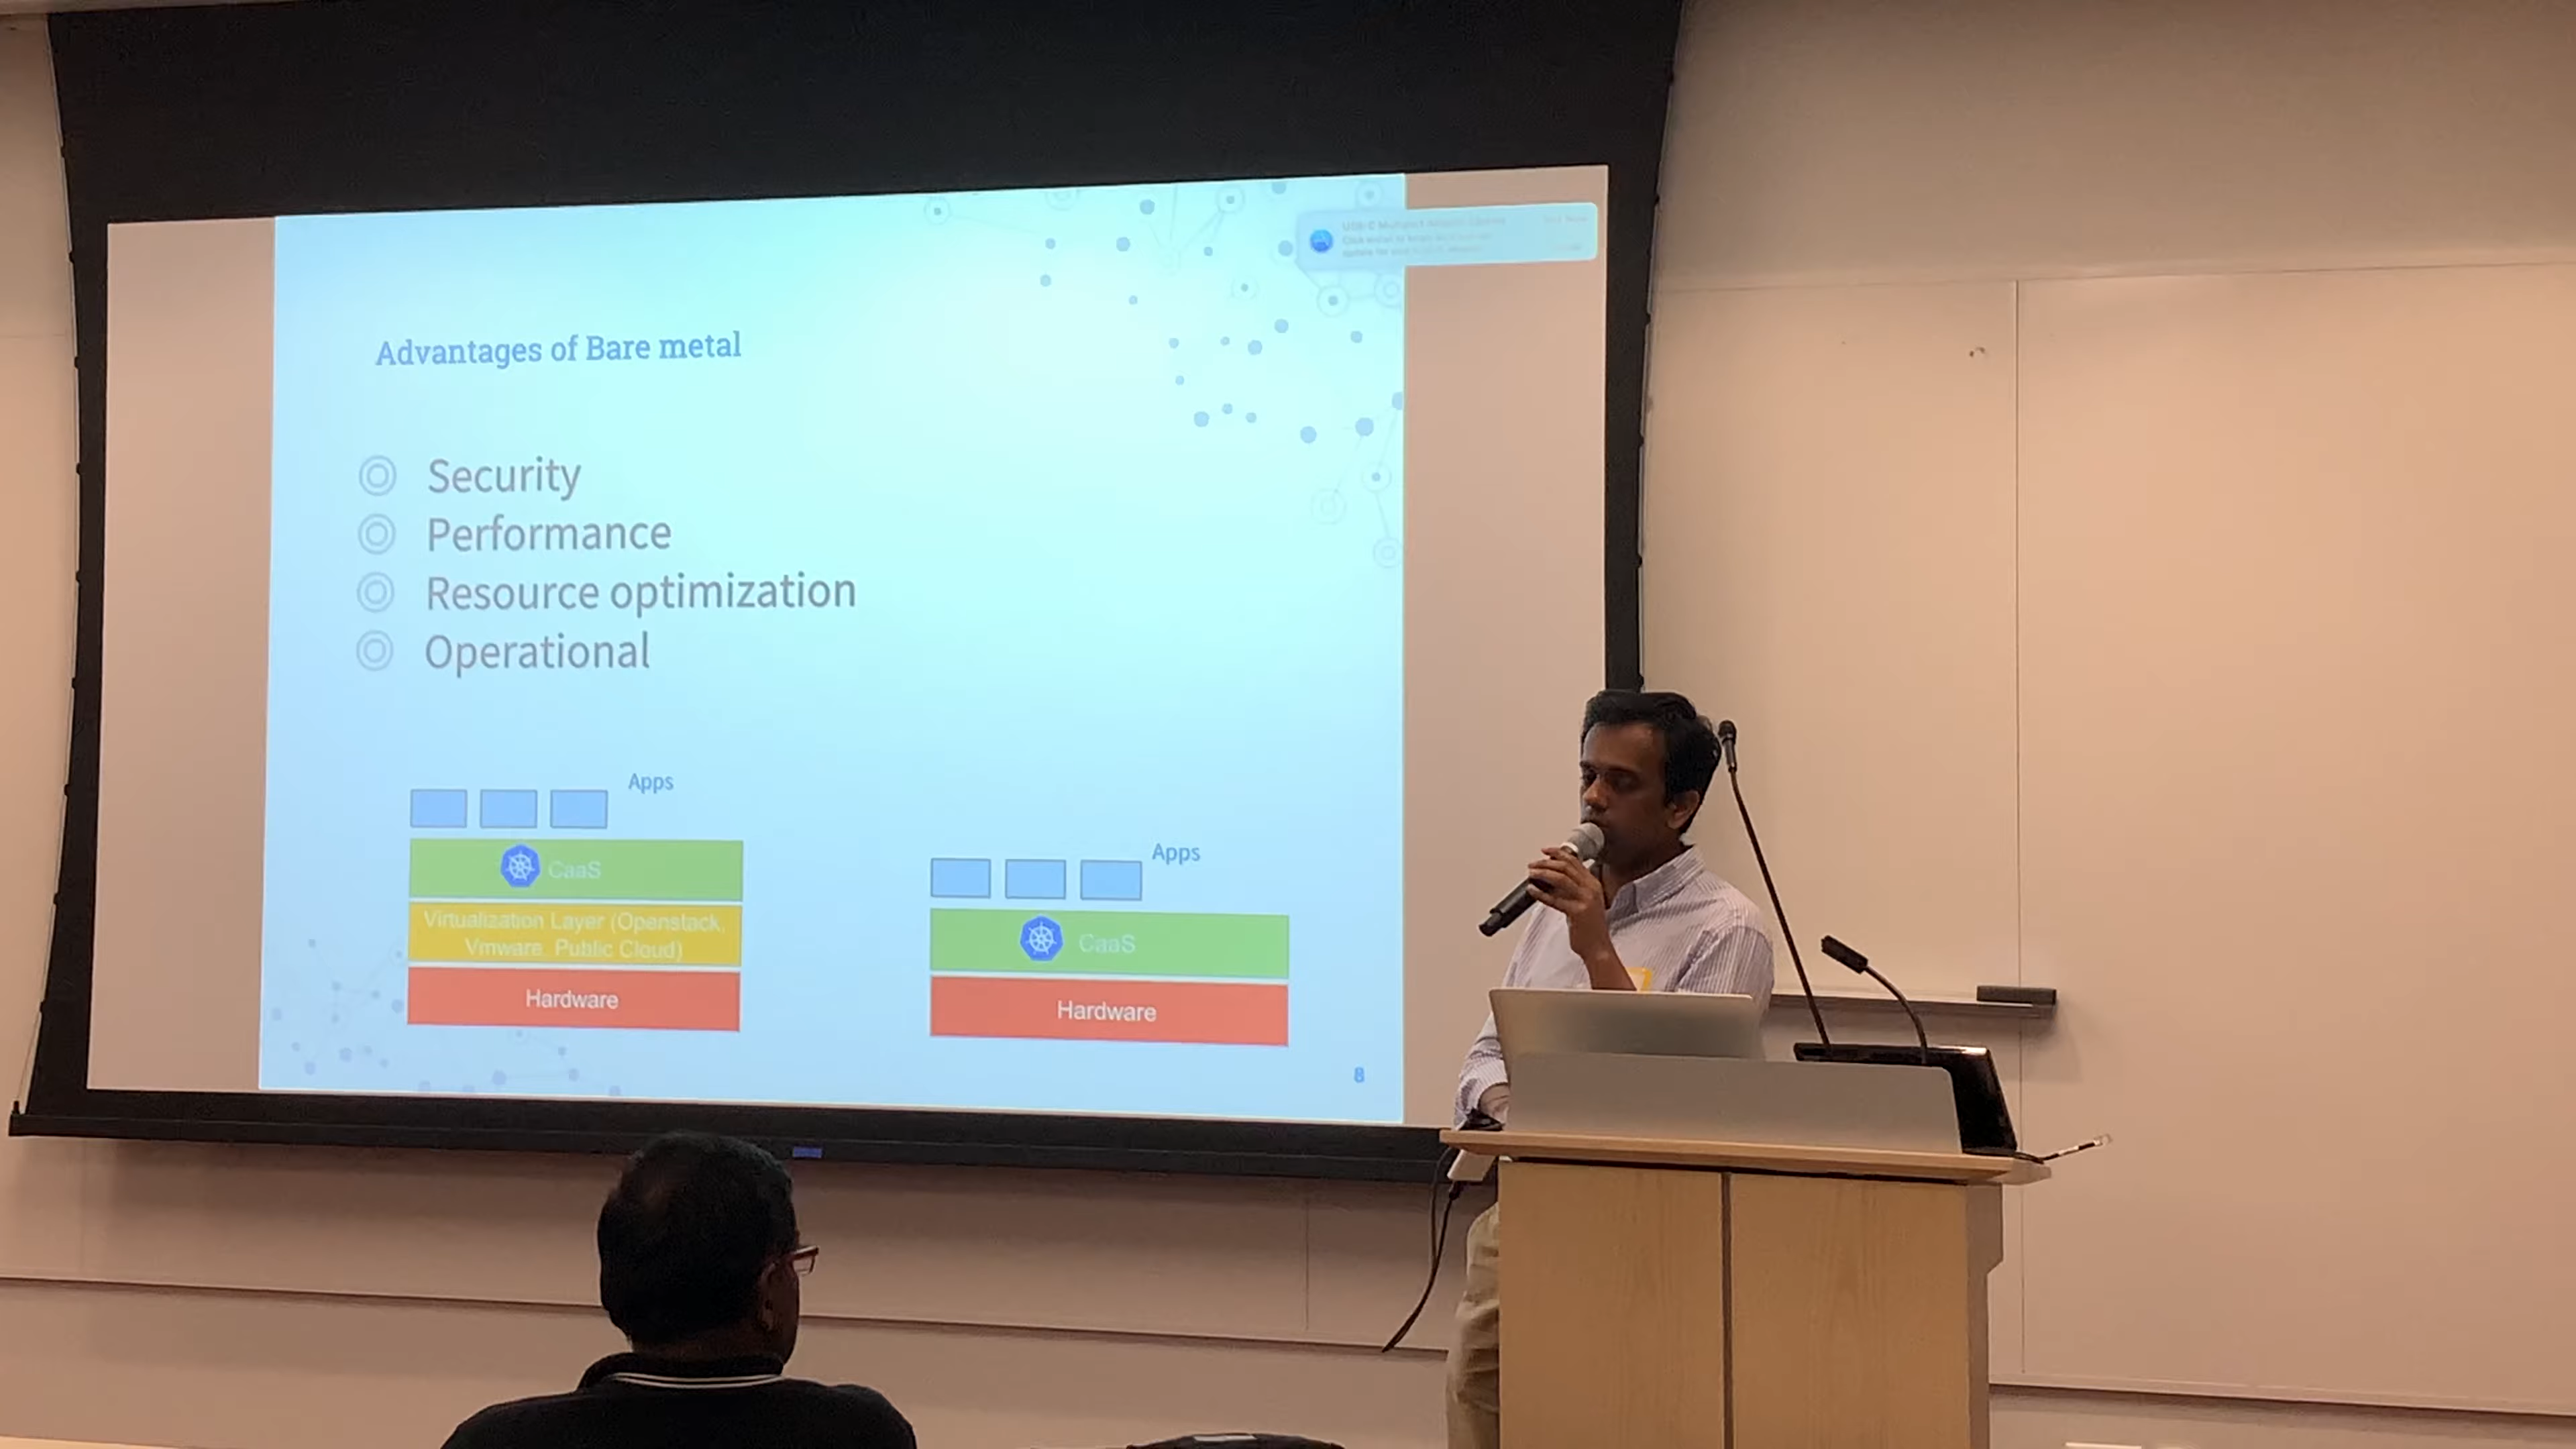 Advantages of Bare metal
Security
Performance
Resource optimization
Operational
Apps
CaaS
Virtualization Layer (Openstack,
Vmware, Public Cloud)
Hardware
Apps
CaaS
Hardware
8